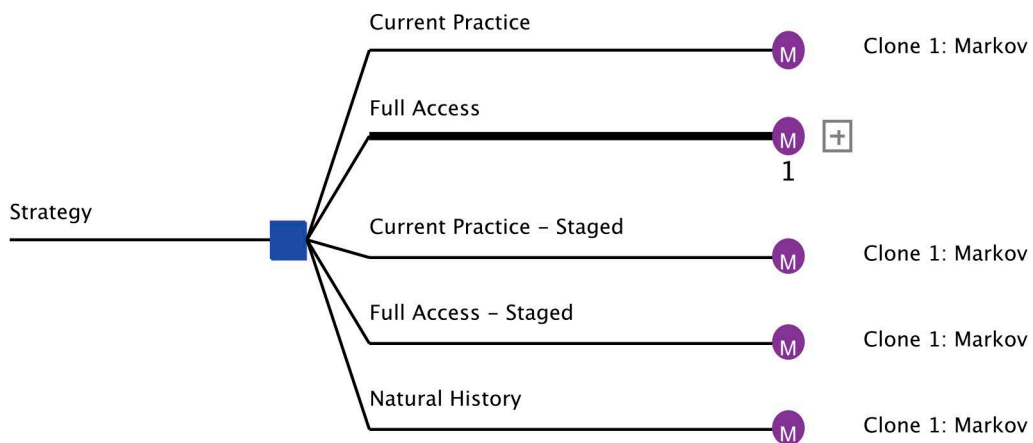 Current Practice
M
Clone 1: Markov
Full Access
M
1
Strategy
Current Practice – Staged
M
Clone 1: Markov
Full Access – Staged
M
Clone 1: Markov
Natural History
M
Clone 1: Markov